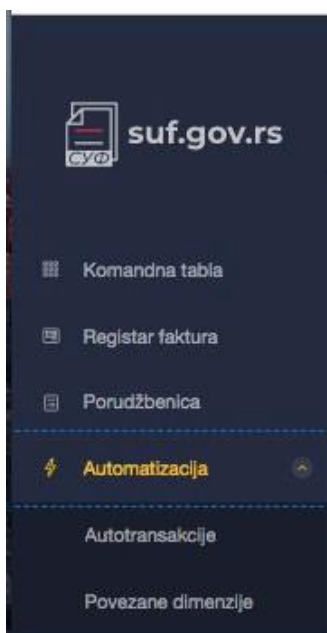 СУФ
suf.gov.rs
Komandna tabla
Registar faktura
Porudžbenica
Automatizacija
Autotransakcije
Povezane dimenzije